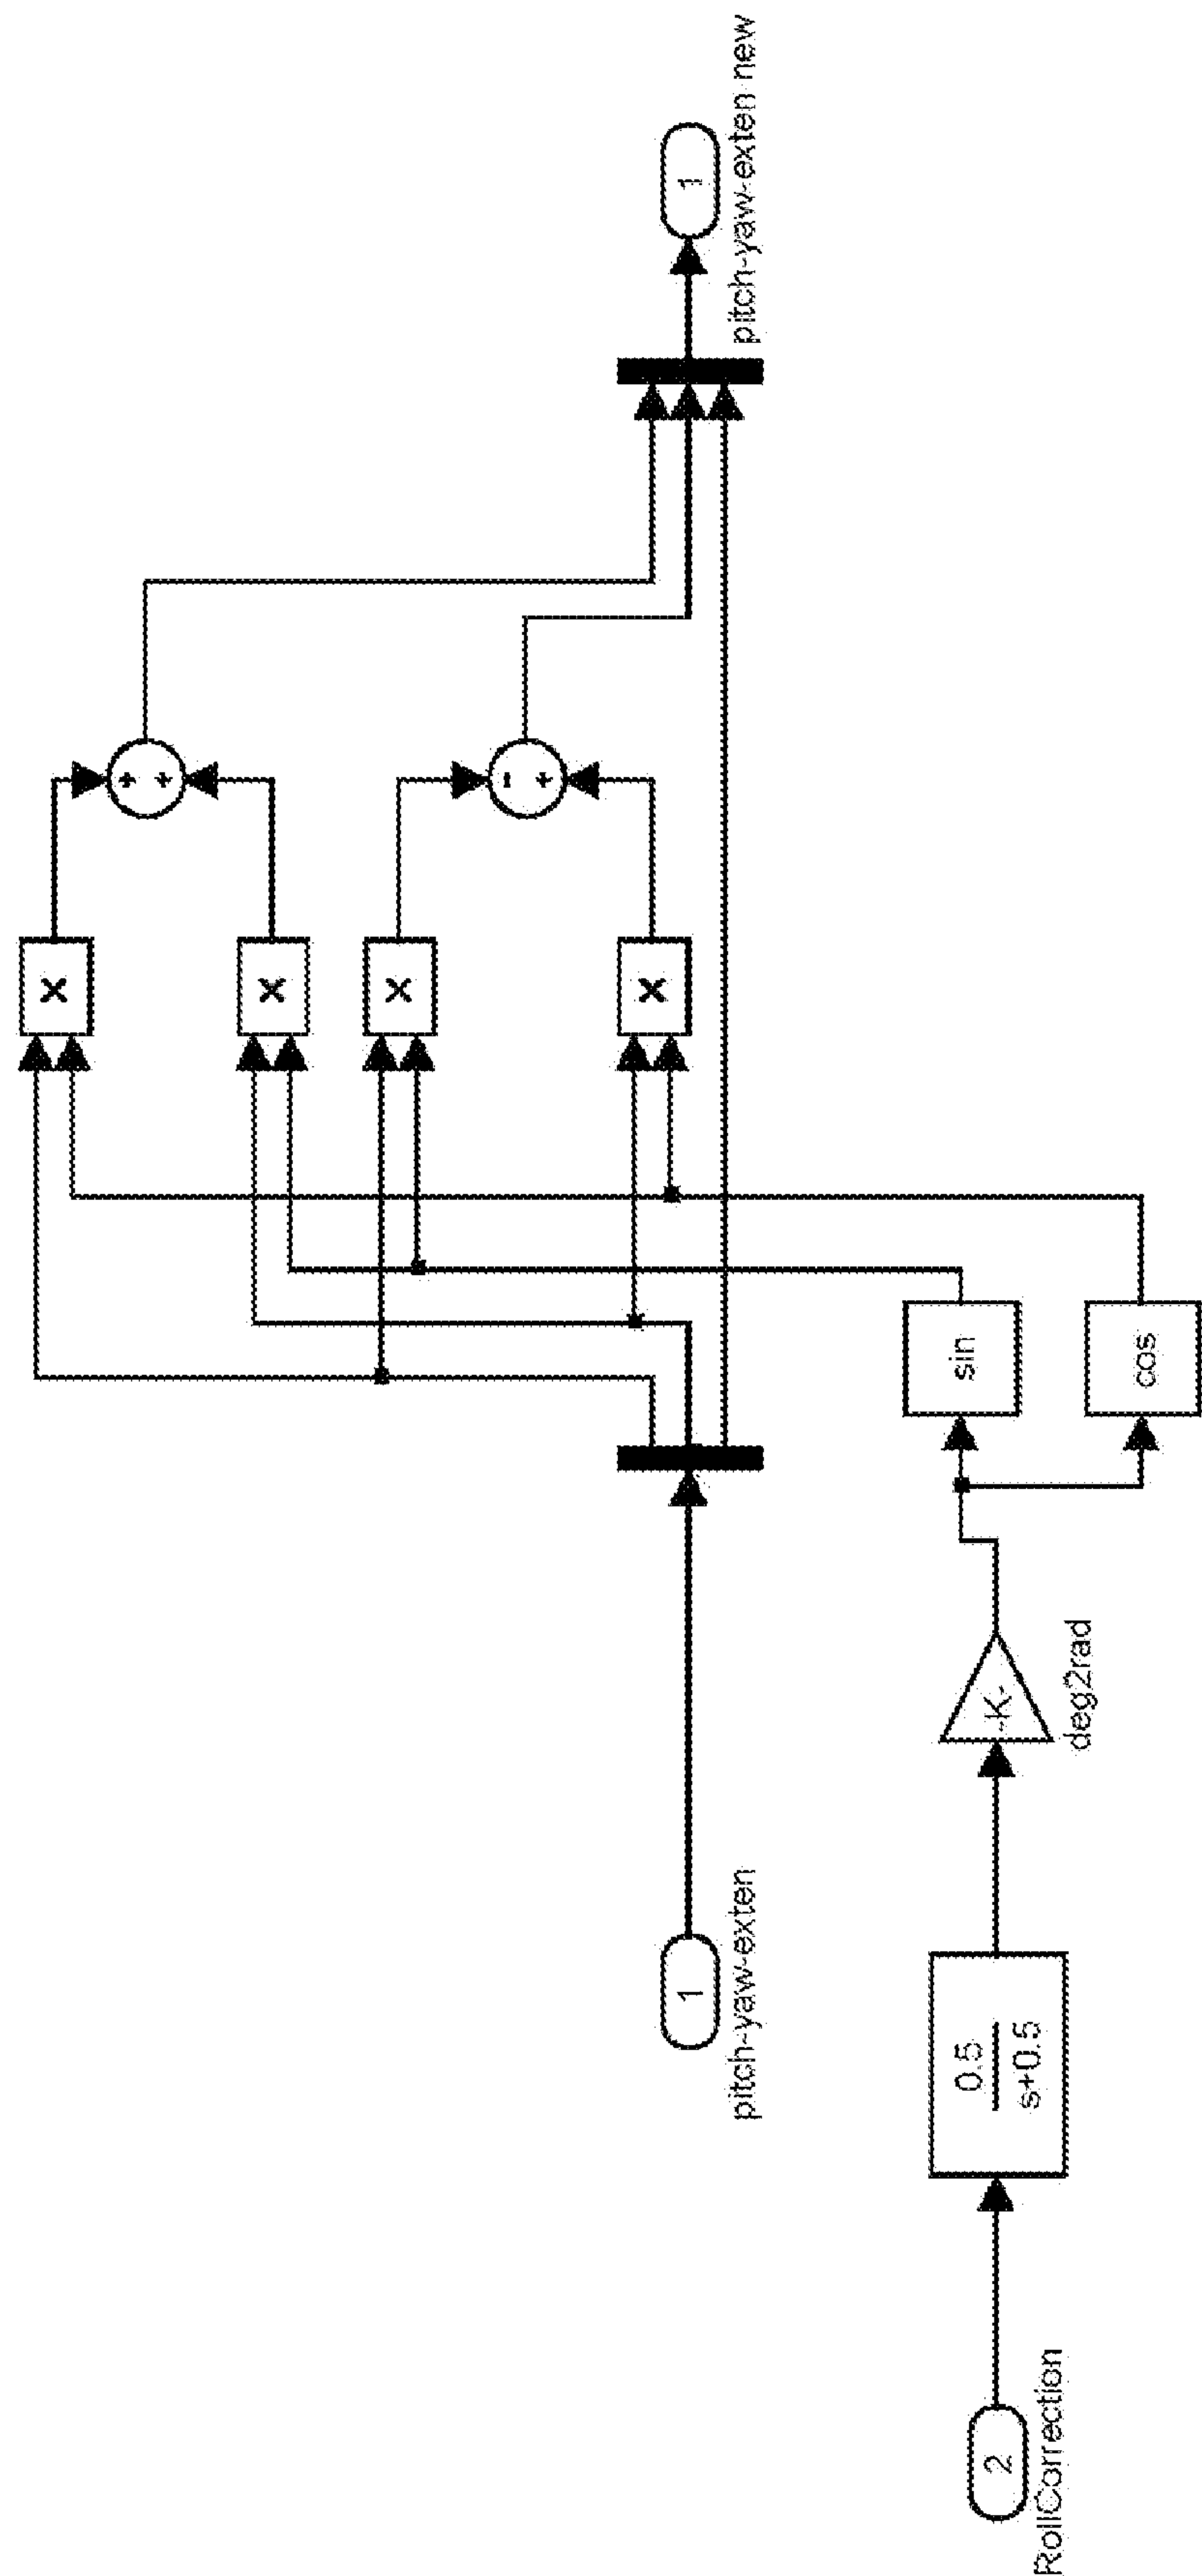 ×
×
×
×
+ +
- +
1
pitch-yaw-exten new
1
pitch-yaw-exten
sin
cos
-K-
deg2rad
0.5
s+0.5
2
RollCorrection